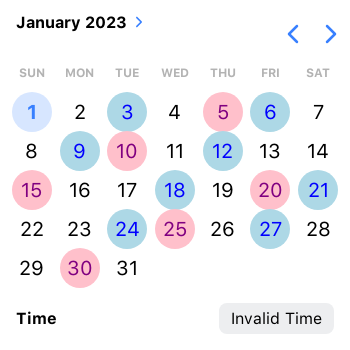 January 2023
SUN MON TUE WED THU FRI SAT
1 2 3 4 5 6 7
8 9 10 11 12 13 14
15 16 17 18 19 20 21
22 23 24 25 26 27 28
29 30 31
Time Invalid Time